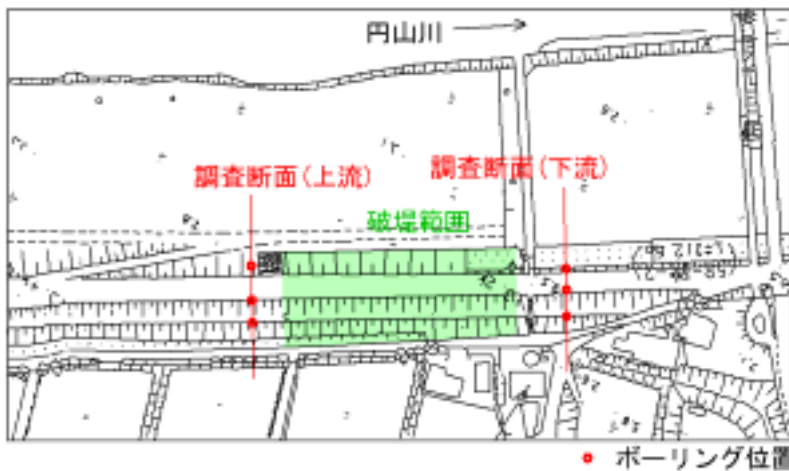 円山川
調査断面(上流)
調査断面(下流)
破堤範囲
ボーリング位置